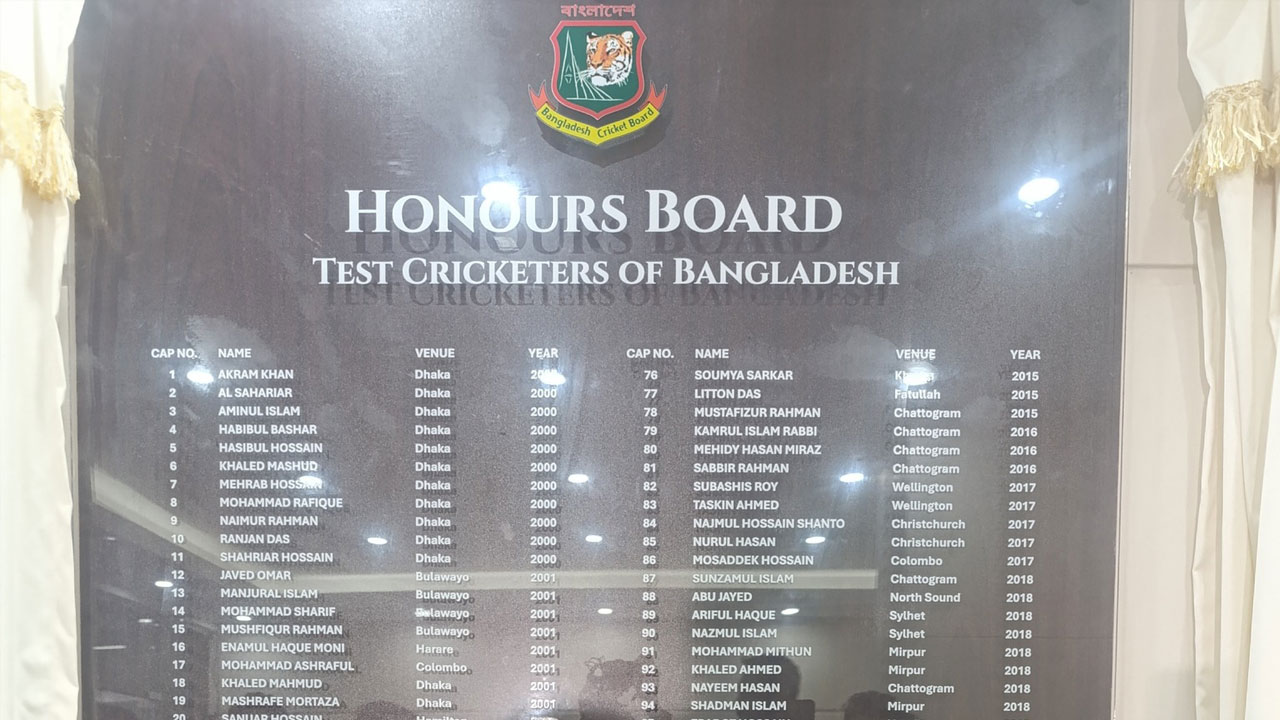 বাংলাদেশ
Bangladesh Cricket Board
HONOURS BOARD
TEST CRICKETERS OF BANGLADESH
CAP NO. NAME VENUE YEAR
1 AKRAM KHAN Dhaka
2 AL SAHARIAR Dhaka 2000
3 AMINUL ISLAM Dhaka 2000
4 HABIBUL BASHAR Dhaka 2000
5 HASIBUL HOSSAIN Dhaka 2000
6 KHALED MASHUD Dhaka 2000
7 MEHRAB HOSSAIN Dhaka 2000
8 MOHAMMAD RAFIQUE Dhaka 2000
9 NAIMUR RAHMAN Dhaka 2000
10 RANJAN DAS Dhaka 2000
11 SHAHRIAR HOSSAIN Dhaka 2000
12 JAVED OMAR Bulawayo 2001
13 MANJURAL ISLAM Bulawayo 2001
14 MOHAMMAD SHARIF Bulawayo 2001
15 MUSHFIQUR RAHMAN Bulawayo 2001
16 ENAMUL HAQUE MONI Harare 2001
17 MOHAMMAD ASHRAFUL Colombo 2001
18 KHALED MAHMUD Dhaka 2001
19 MASHRAFE MORTAZA Dhaka 2001
20 SANUAR HOSSAIN Hamilton
CAP NO. NAME VENUE YEAR
76 SOUMYA SARKAR 2015
77 LITTON DAS Fatullah 2015
78 MUSTAFIZUR RAHMAN Chattogram 2015
79 KAMRUL ISLAM RABBI Chattogram 2016
80 MEHIDY HASAN MIRAZ Chattogram 2016
81 SABBIR RAHMAN Chattogram 2016
82 SUBASHIS ROY Wellington 2017
83 TASKIN AHMED Wellington 2017
84 NAJMUL HOSSAIN SHANTO Christchurch 2017
85 NURUL HASAN Christchurch 2017
86 MOSADDEK HOSSAIN Colombo 2017
87 SUNZAMUL ISLAM Chattogram 2018
88 ABU JAYED North Sound 2018
89 ARIFUL HAQUE Sylhet 2018
90 NAZMUL ISLAM Sylhet 2018
91 MOHAMMAD MITHUN Mirpur 2018
92 KHALED AHMED Mirpur 2018
93 NAYEEM HASAN Chattogram 2018
94 SHADMAN ISLAM Mirpur 2018